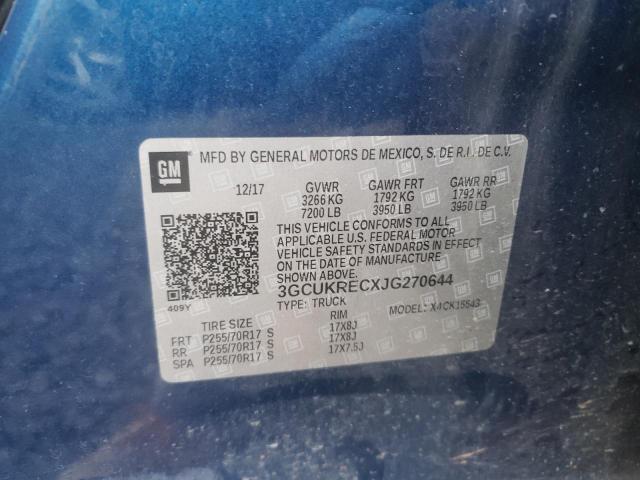 GM
MFD BY GENERAL MOTORS DE MEXICO, S. DE R.L. DE C.V.
12/17 GVWR GAWR FRT GAWR RR
3266 KG 1792 KG 1792 KG
7200 LB 3950 LB 3950 LB
THIS VEHICLE CONFORMS TO ALL
APPLICABLE U.S. FEDERAL MOTOR
VEHICLE SAFETY STANDARDS IN EFFECT
ON THE DATE OF MANUFACTURE
SHOWN ABOVE.
3GCUKRECXJG270644
409Y
TYPE: TRUCK MODEL: X4CK15543
TIRE SIZE RIM
FRT P255/70R17 S 17X8J
RR P255/70R17 S 17X8J
SPA P255/70R17 S 17X7.5J